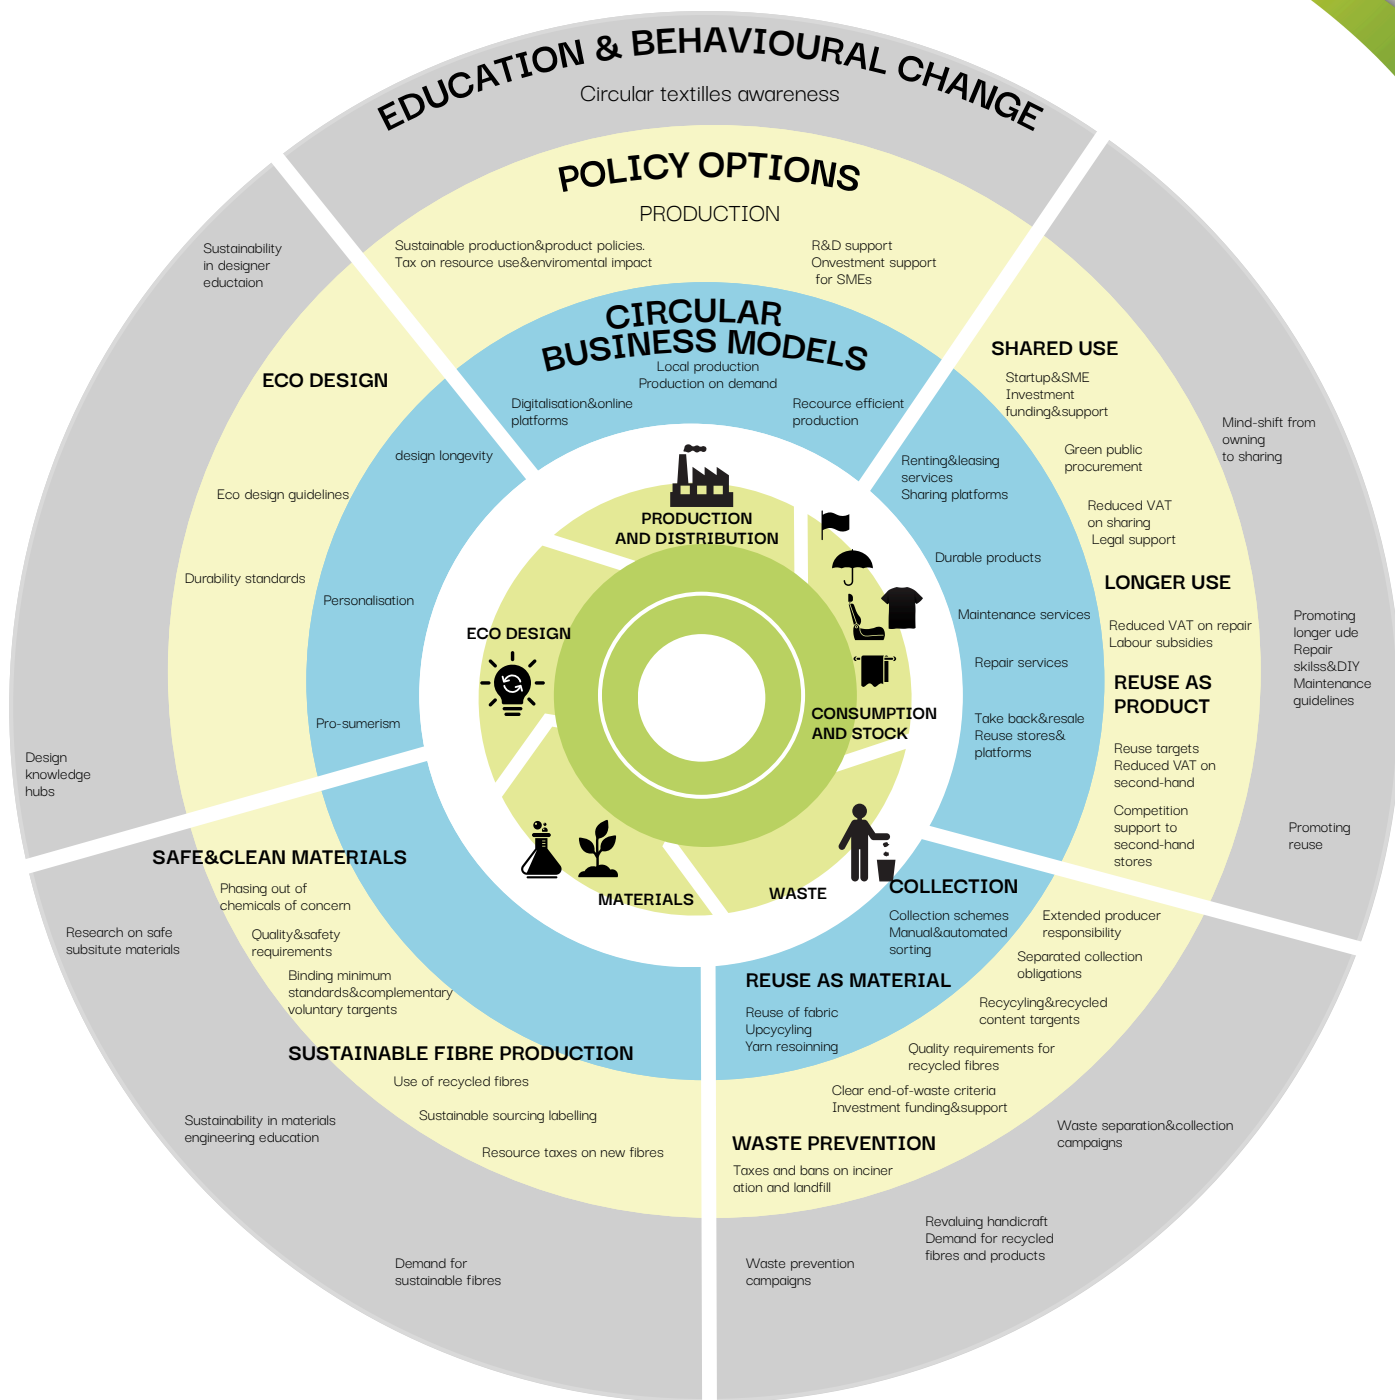 EDUCATION & BEHAVIOURAL CHANGE
Circular textilles awareness
POLICY OPTIONS
PRODUCTION
Sustainable production&product policies.
Tax on resource use&enviromental impact
R&D support
Onvestment support
for SMEs
CIRCULAR
BUSINESS MODELS
Local production
Production on demand
Digitalisation&online
platforms
Recource efficient
production
Sustainability
in designer
eductaion
ECO DESIGN
design longevity
Eco design guidelines
Durability standards
Personalisation
Pro-sumerism
Design
knowledge
hubs
SHARED USE
Startup&SME
Investment
funding&support
Green public
procurement
Reduced VAT
on sharing
Legal support
Mind-shift from
owning
to sharing
Renting&leasing
services
Sharing platforms
Durable products
Maintenance services
Repair services
Take back&resale
Reuse stores&
platforms
LONGER USE
Reduced VAT on repair
Labour subsidies
REUSE AS
PRODUCT
Reuse targets
Reduced VAT on
second-hand
Competition
support to
second-hand
stores
Promoting
longer ude
Repair
skilss&DIY
Maintenance
guidelines
Promoting
reuse
PRODUCTION
AND DISTRIBUTION
ECO DESIGN
CONSUMPTION
AND STOCK
MATERIALS
WASTE
SAFE&CLEAN MATERIALS
Phasing out of
chemicals of concern
Quality&safety
requirements
Binding minimum
standards&complementary
voluntary targents
Research on safe
subsitute materials
SUSTAINABLE FIBRE PRODUCTION
Use of recycled fibres
Sustainable sourcing labelling
Resource taxes on new fibres
Sustainability in materials
engineering education
Demand for
sustainable fibres
COLLECTION
Collection schemes
Manual&automated
sorting
REUSE AS MATERIAL
Reuse of fabric
Upcycyling
Yarn resoinning
Extended producer
responsibility
Separated collection
obligations
Recycyling&recycled
content targents
Quality requirements for
recycled fibres
Clear end-of-waste criteria
Investment funding&support
WASTE PREVENTION
Taxes and bans on inciner
ation and landfill
Waste separation&collection
campaigns
Revaluing handicraft
Demand for recycled
fibres and products
Waste prevention
campaigns